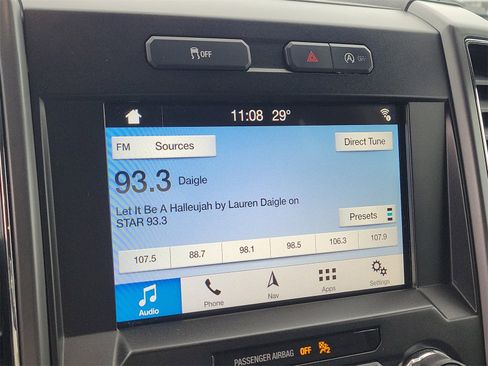 OFF
OFF
11:08 29°
FM Sources
Direct Tune
93.3 Daigle
Let It Be A Halleujah by Lauren Daigle on
STAR 93.3
Presets
107.5 88.7 98.1 98.5 106.3 107.9
Audio Phone Nav Apps Settings
PASSENGER AIRBAG OFF